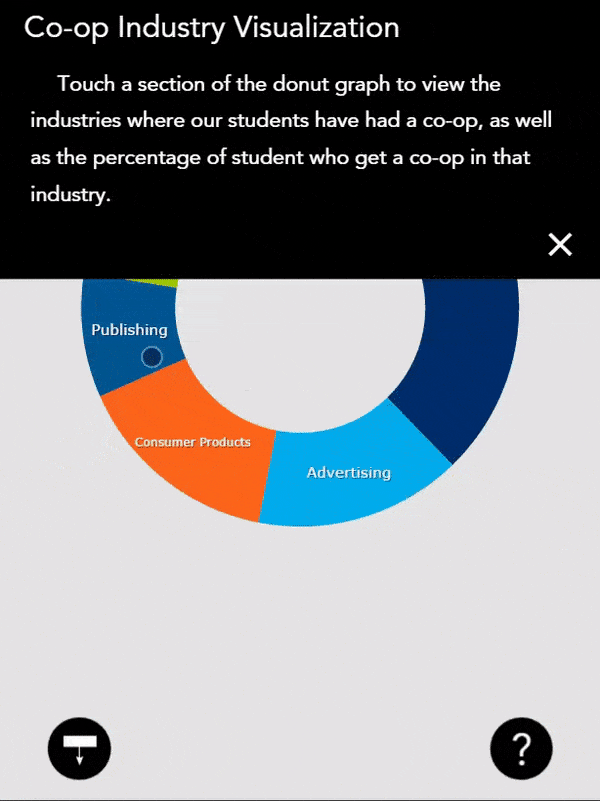 Co-op Industry Visualization
Touch a section of the donut graph to view the
industries where our students have had a co-op, as well
as the percentage of student who get a co-op in that
industry.
Publishing
Consumer Products
Advertising
?